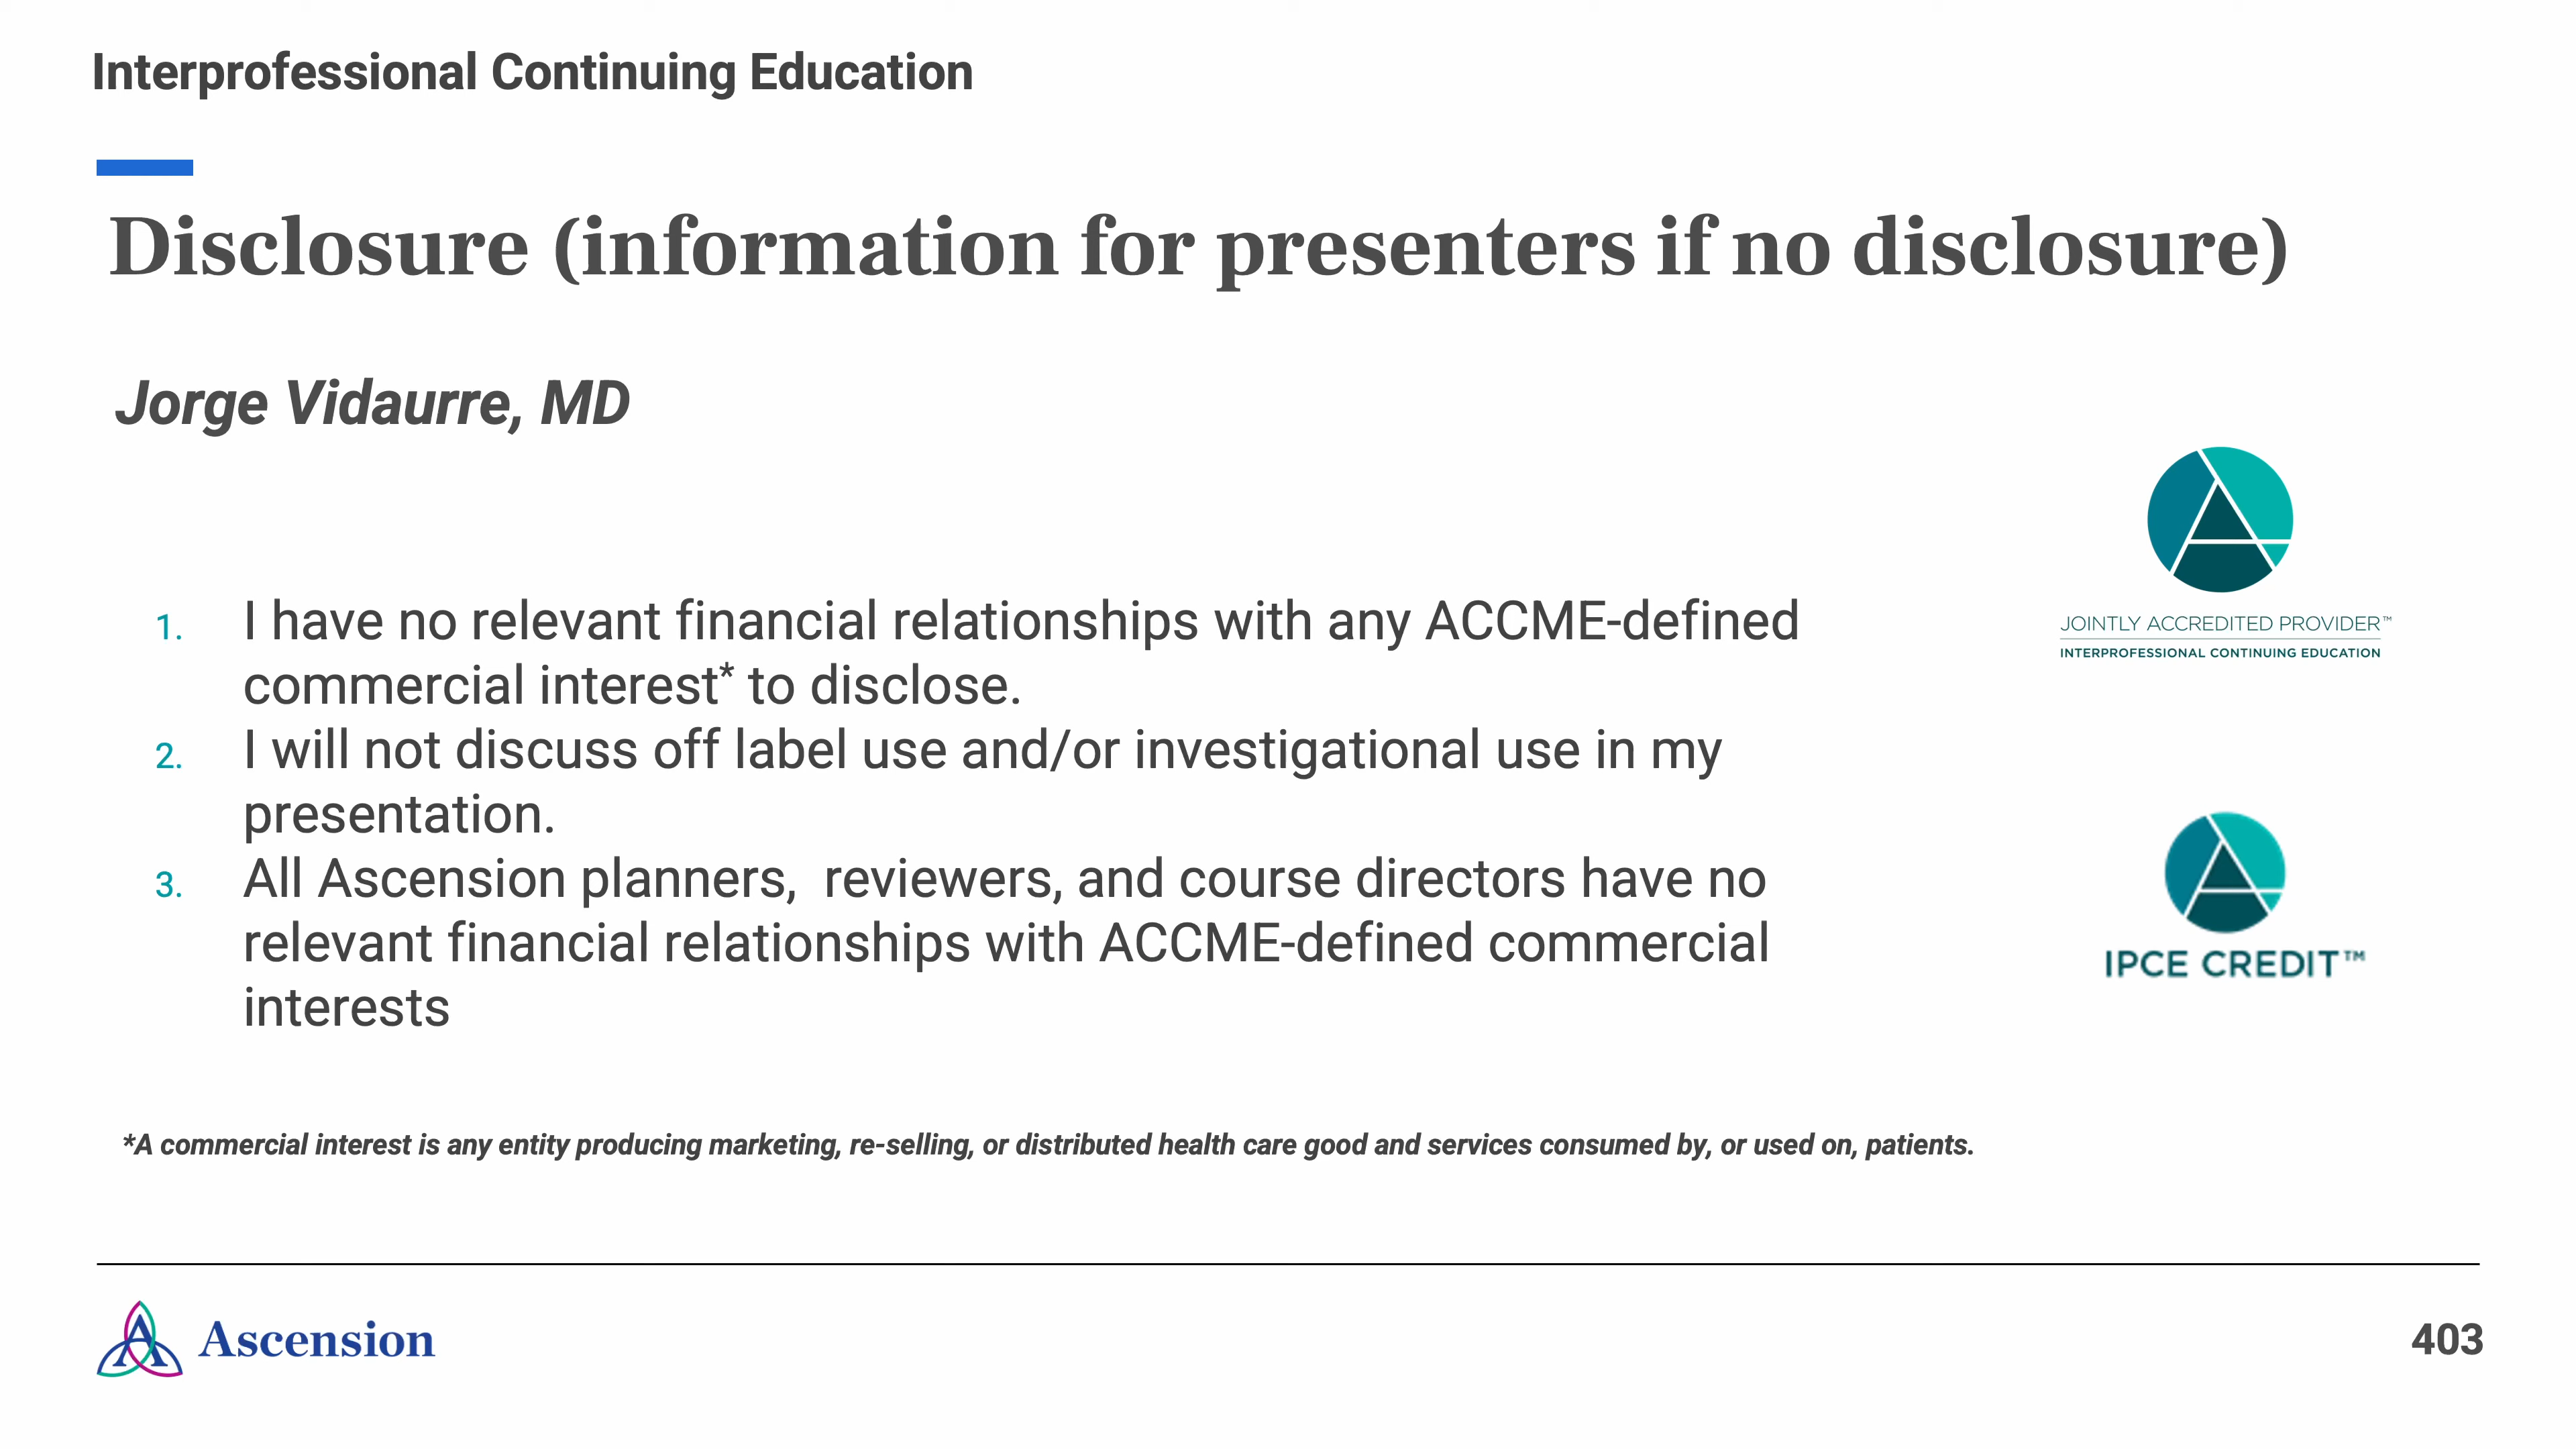 Interprofessional Continuing Education
Disclosure (information for presenters if no disclosure)
Jorge Vidaurre, MD
1. I have no relevant financial relationships with any ACCME-defined
commercial interest* to disclose.
2. I will not discuss off label use and/or investigational use in my
presentation.
3. All Ascension planners,  reviewers, and course directors have no
relevant financial relationships with ACCME-defined commercial
interests
JOINTLY ACCREDITED PROVIDER™
INTERPROFESSIONAL CONTINUING EDUCATION
IPCE CREDIT™
*A commercial interest is any entity producing marketing, re-selling, or distributed health care good and services consumed by, or used on, patients.
Ascension
403